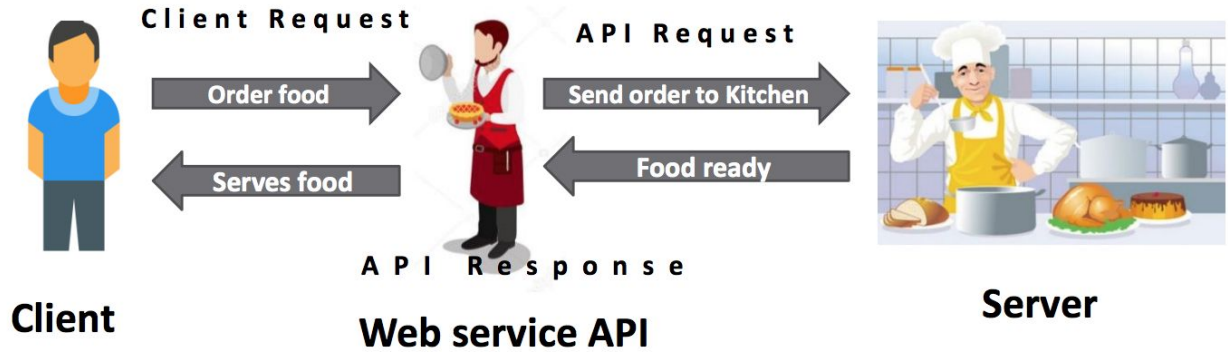 Client Request
API Request
Order food
Send order to Kitchen
Serves food
Food ready
API Response
Client
Web service API
Server